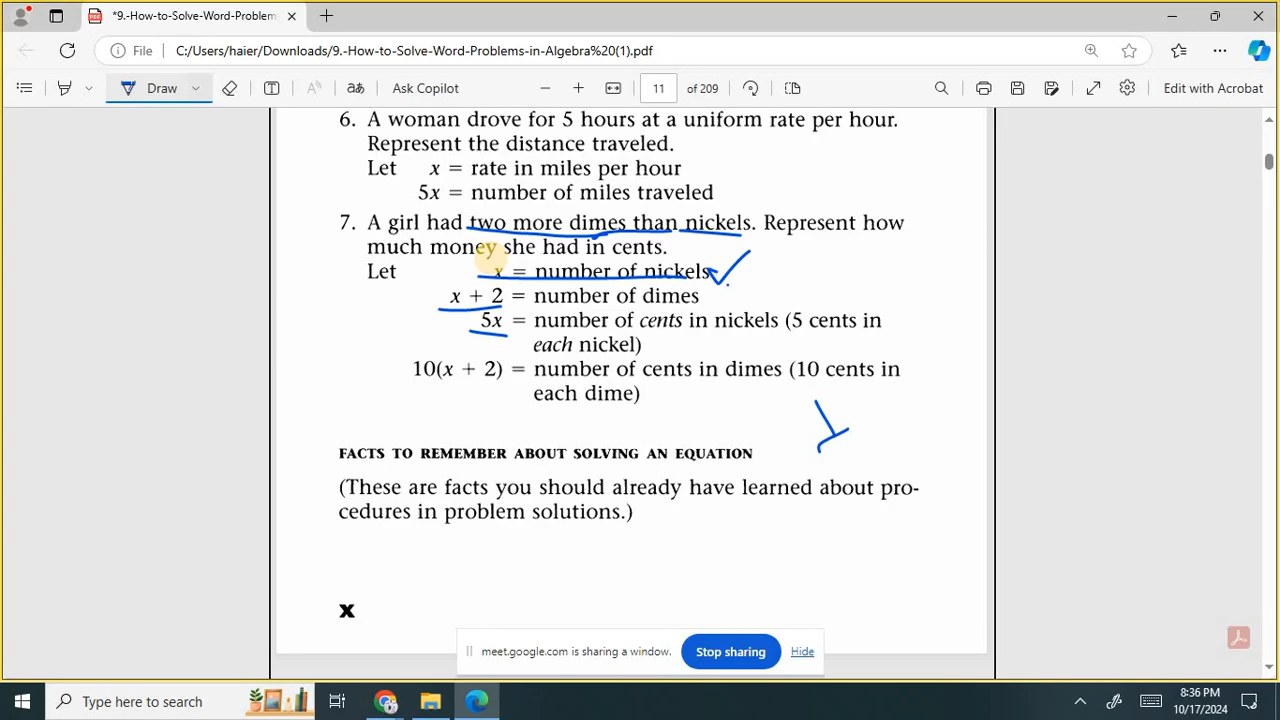 *9.-How-to-Solve-Word-Problem
File C:/Users/haier/Downloads/9.-How-to-Solve-Word-Problems-in-Algebra%20(1).pdf
Draw Ask Copilot 11 of 209 Edit with Acrobat
6. A woman drove for 5 hours at a uniform rate per hour.
Represent the distance traveled.
Let x = rate in miles per hour
5x = number of miles traveled
7. A girl had two more dimes than nickels. Represent how
much money she had in cents.
Let x = number of nickels
x + 2 = number of dimes
5x = number of cents in nickels (5 cents in
each nickel)
10(x + 2) = number of cents in dimes (10 cents in
each dime)
FACTS TO REMEMBER ABOUT SOLVING AN EQUATION
(These are facts you should already have learned about pro-
cedures in problem solutions.)
X
meet.google.com is sharing a window. Stop sharing Hide
Type here to search
8:36 PM
10/17/2024